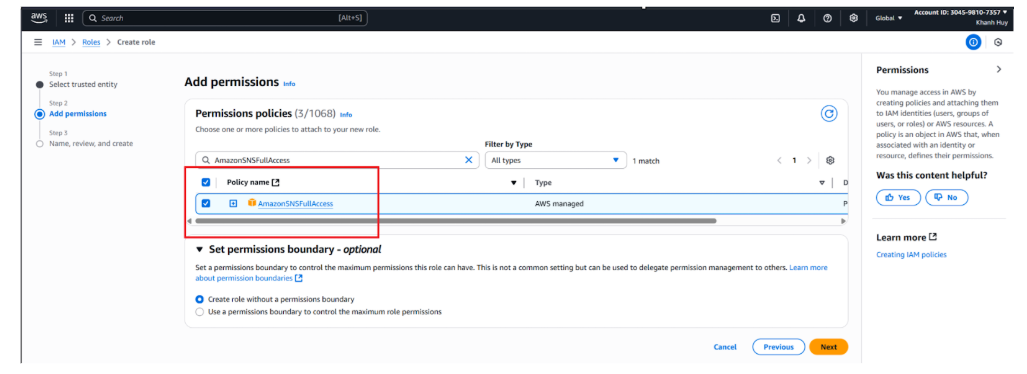 aws
Search [Alt+S]
Global ▼
Account ID: 3045-9810-7357 ▼
Khanh Huy
IAM > Roles > Create role
Step 1
Select trusted entity
Step 2
Add permissions
Step 3
Name, review, and create
Add permissions Info
Permissions policies (3/1068) Info
Choose one or more policies to attach to your new role.
Filter by Type
AmazonSNSFullAccess
All types
1 match
1
Policy name
Type
D
AmazonSNSFullAccess
AWS managed
P
Set permissions boundary - optional
Set a permissions boundary to control the maximum permissions this role can have. This is not a common setting but can be used to delegate permission management to others. Learn more
about permission boundaries
Create role without a permissions boundary
Use a permissions boundary to control the maximum role permissions
Cancel
Previous
Next
Permissions
You manage access in AWS by
creating policies and attaching them
to IAM identities (users, groups of
users, or roles) or AWS resources. A
policy is an object in AWS that, when
associated with an identity or
resource, defines their permissions.
Was this content helpful?
Yes
No
Learn more
Creating IAM policies